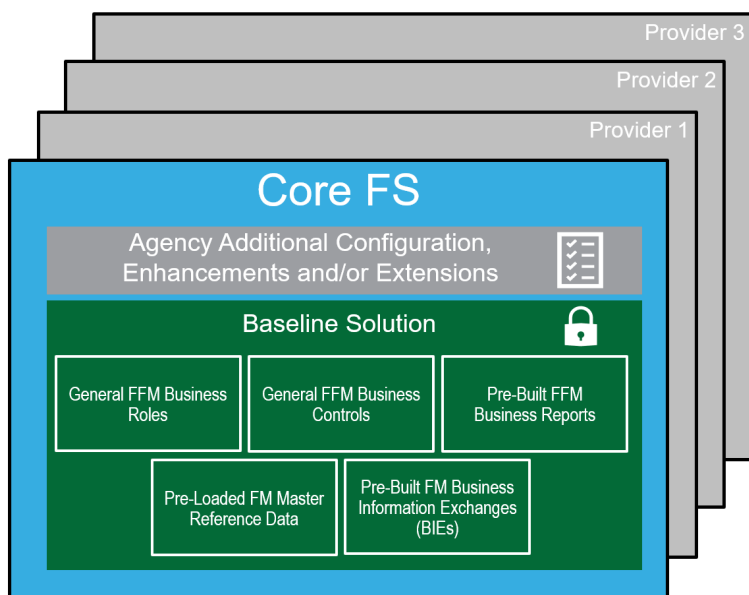 Provider 3
Provider 2
Provider 1
Core FS
Agency Additional Configuration,
Enhancements and/or Extensions
Baseline Solution
General FFM Business
Roles
General FFM Business
Controls
Pre-Built FFM
Business Reports
Pre-Loaded FM Master
Reference Data
Pre-Built FM Business
Information Exchanges
(BIEs)